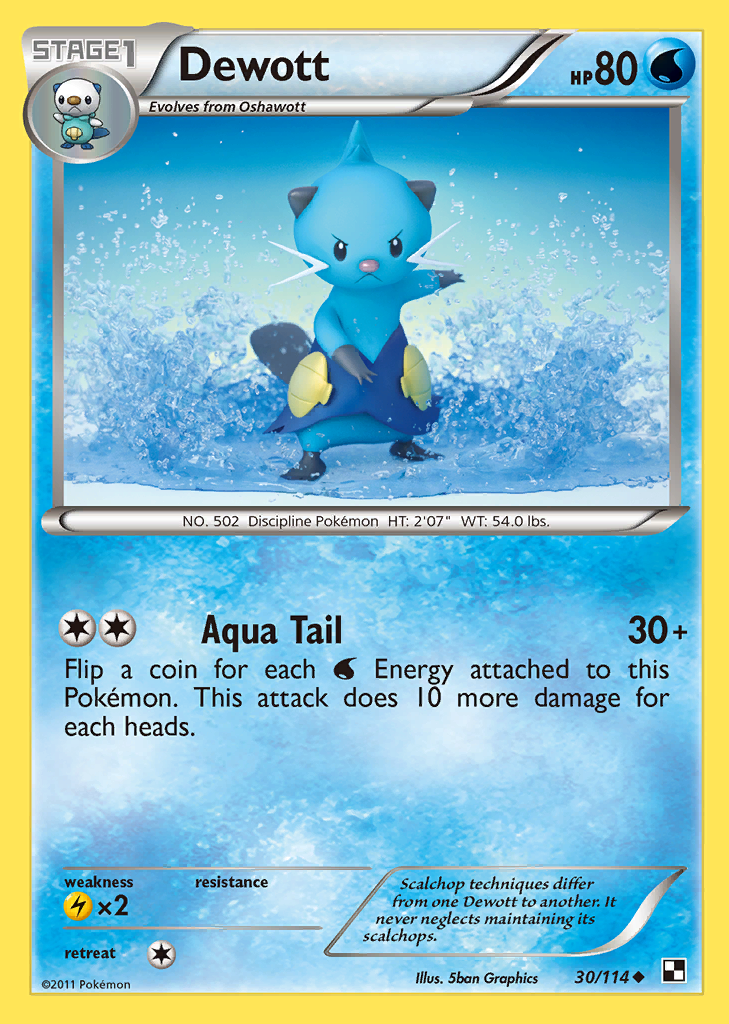 STAGE1
Dewott
HP80
Evolves from Oshawott
NO. 502 Discipline Pokémon HT: 2'07" WT: 54.0 lbs.
Aqua Tail 30+
Flip a coin for each Energy attached to this
Pokémon. This attack does 10 more damage for
each heads.
weakness resistance
×2
retreat
Scalchop techniques differ
from one Dewott to another. It
never neglects maintaining its
scalchops.
Illus. 5ban Graphics 30/114
©2011 Pokémon